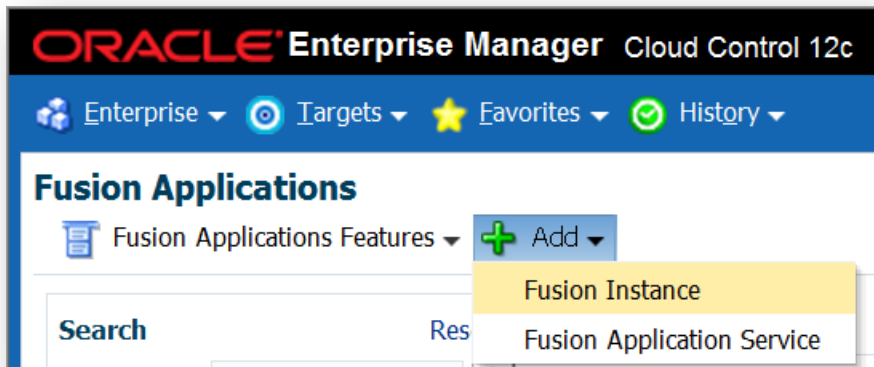 ORACLE Enterprise Manager Cloud Control 12c
Enterprise Targets Favorites History
Fusion Applications
Fusion Applications Features Add
Fusion Instance
Search Res
Fusion Application Service